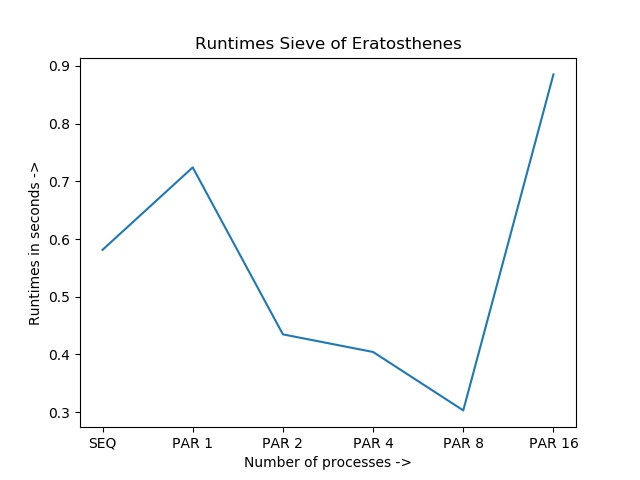 Runtimes Sieve of Eratosthenes
0.9
0.8
0.7
0.6
0.5
0.4
0.3
Runtimes in seconds ->
SEQ PAR 1 PAR 2 PAR 4 PAR 8 PAR 16
Number of processes ->